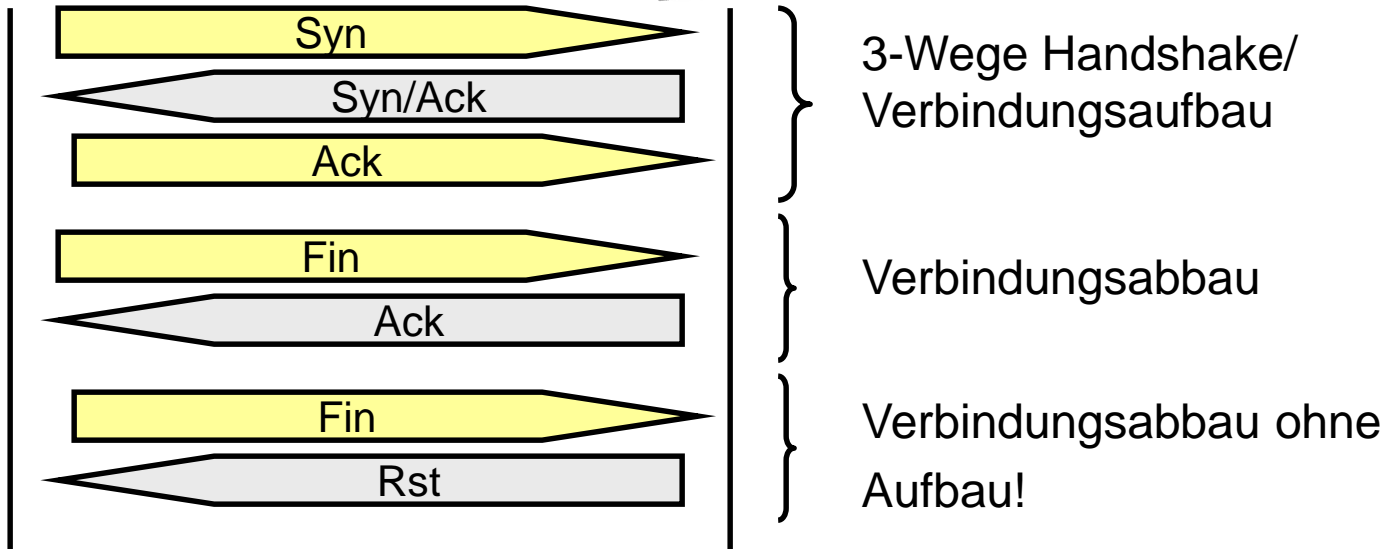 Syn
Syn/Ack
Ack
3-Wege Handshake/
Verbindungsaufbau
Fin
Ack
Verbindungsabbau
Fin
Rst
Verbindungsabbau ohne
Aufbau!